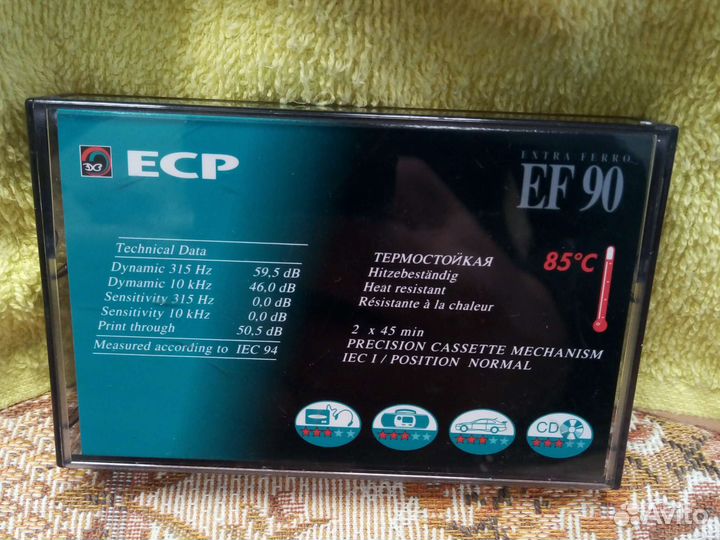 ECP
EXTRA FERRO
EF 90
Technical Data
Dynamic 315 Hz 59,5 dB
Dynamic 10 kHz 46,0 dB
Sensitivity 315 Hz 0,0 dB
Sensitivity 10 kHz 0,0 dB
Print through 50,5 dB
Measured according to IEC 94
ТЕРМОСТОЙКАЯ
Hitzebeständig
Heat resistant
Résistante à la chaleur
85°C
2 x 45 min
PRECISION CASSETTE MECHANISM
IEC I / POSITION NORMAL
CD
Avito